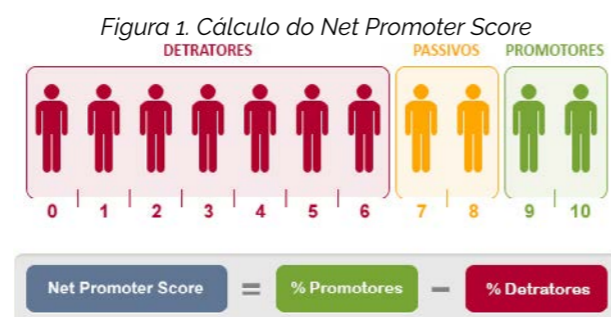 Figura 1. Cálculo do Net Promoter Score
DETRATORES PASSIVOS PROMOTORES
0 1 2 3 4 5 6 7 8 9 10
Net Promoter Score = % Promotores − % Detratores